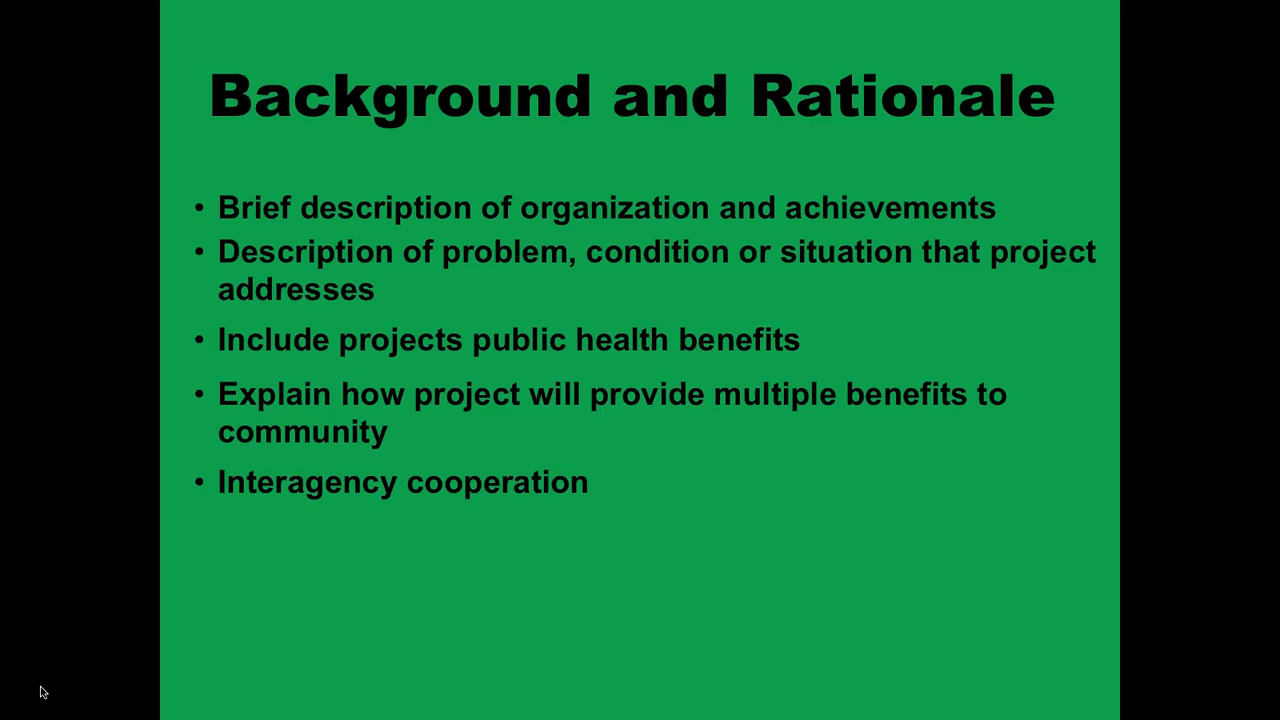 Background and Rationale
• Brief description of organization and achievements
• Description of problem, condition or situation that project
addresses
• Include projects public health benefits
• Explain how project will provide multiple benefits to
community
• Interagency cooperation